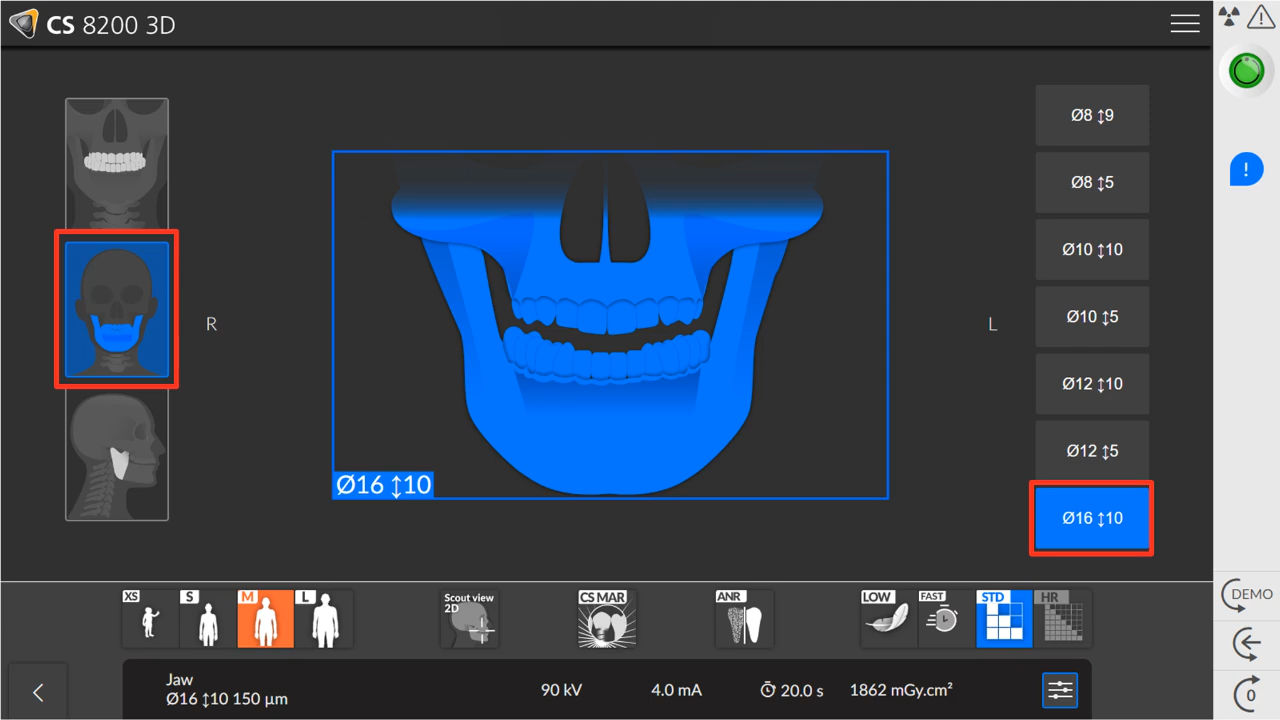 CS 8200 3D
R
L
Ø16 ↕10
Ø8 ↕9
Ø8 ↕5
Ø10 ↕10
Ø10 ↕5
Ø12 ↕10
Ø12 ↕5
Ø16 ↕10
!
XS
S
M
L
Scout view
2D
CS MAR
ANR
LOW
FAST
STD
HR
Jaw
Ø16 ↕10 150 µm
90 kV
4.0 mA
20.0 s
1862 mGy.cm²
DEMO
0